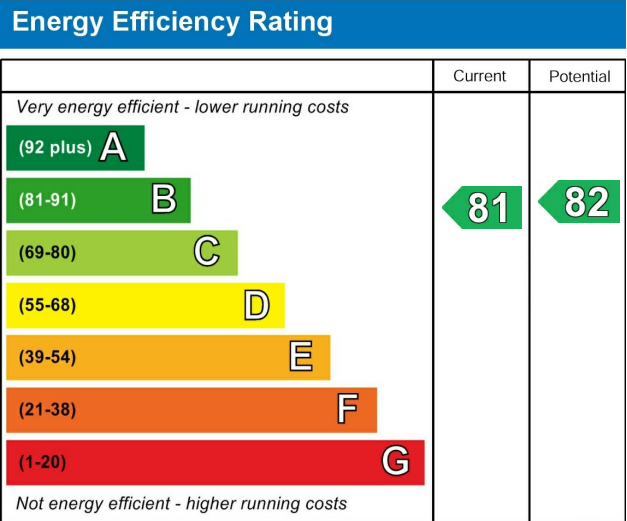 Energy Efficiency Rating
Current Potential
Very energy efficient - lower running costs
(92 plus) A
(81-91) B 81 82
(69-80) C
(55-68) D
(39-54) E
(21-38) F
(1-20) G
Not energy efficient - higher running costs